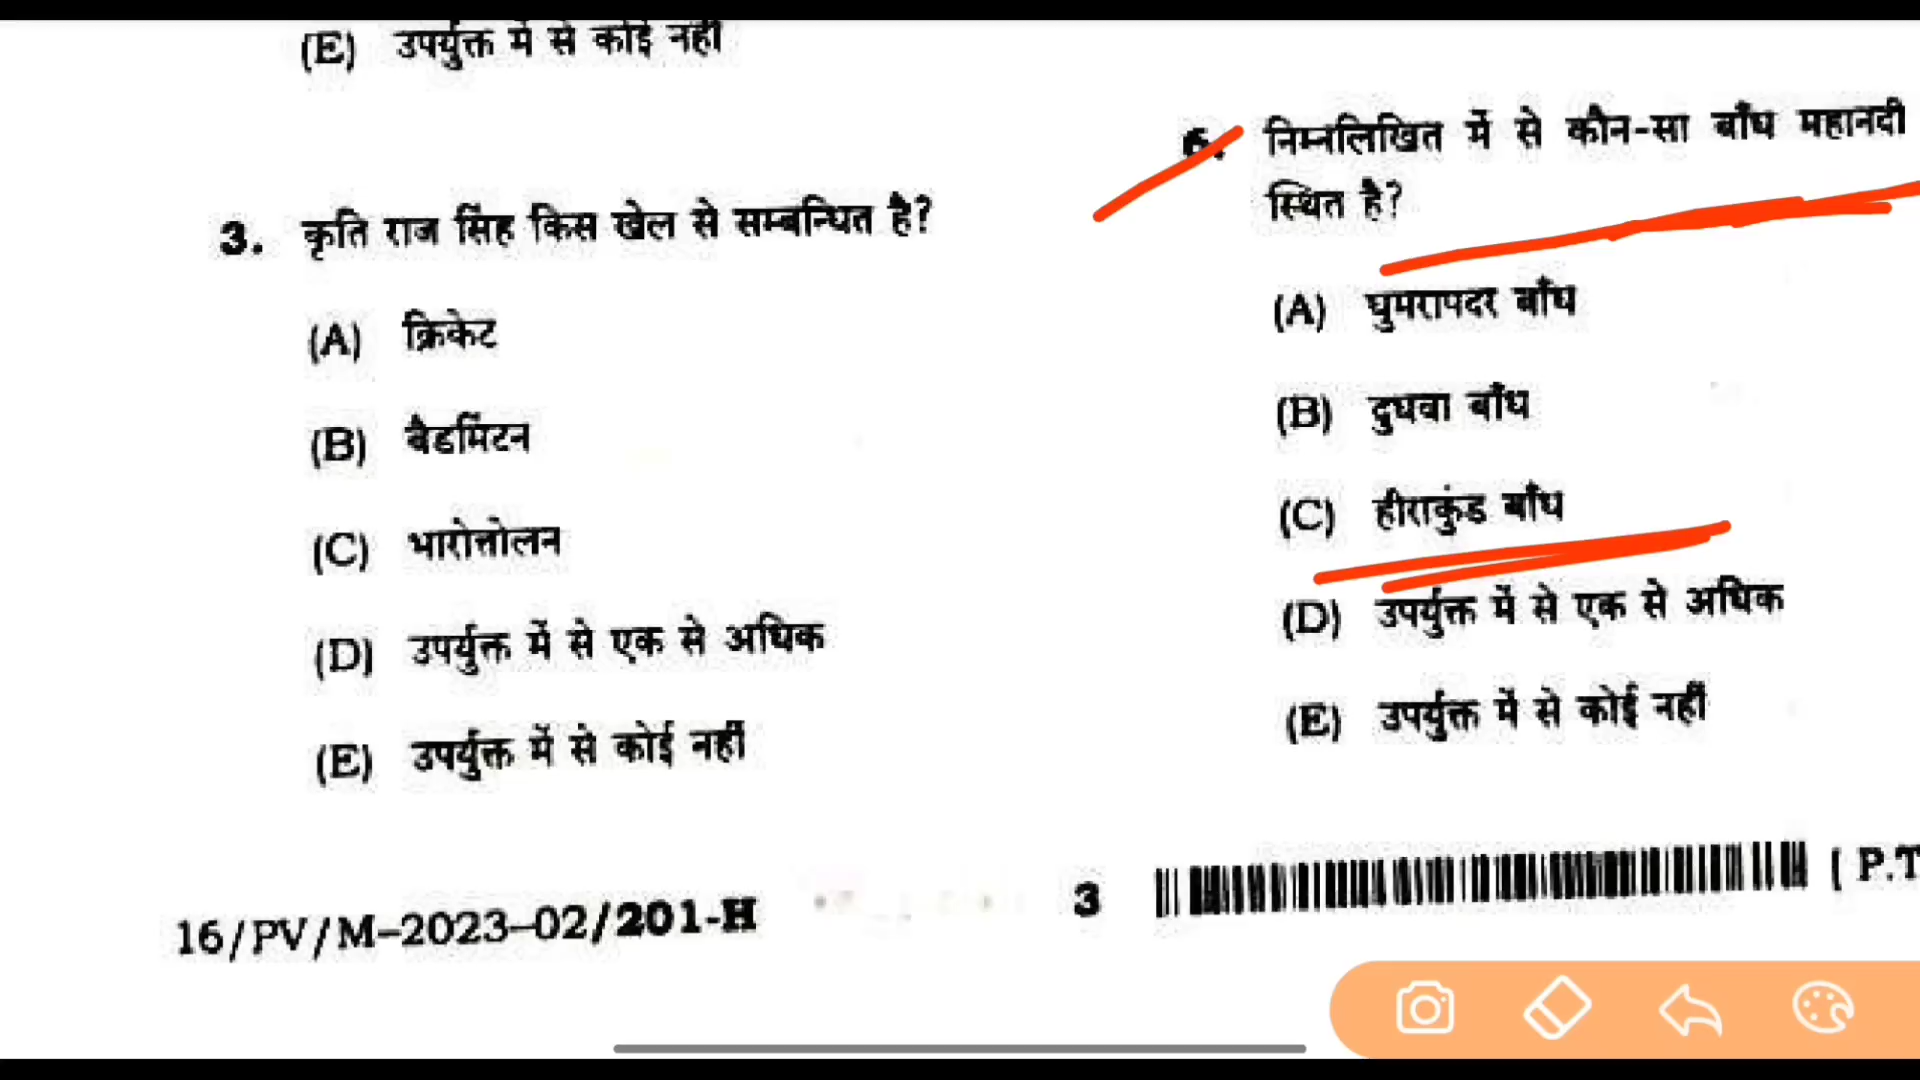 (E) उपर्युक्त में से कोई नहीं
3. कृति राज सिंह किस खेल से सम्बन्धित है?
(A) क्रिकेट
(B) बैडमिंटन
(C) भारोत्तोलन
(D) उपर्युक्त में से एक से अधिक
(E) उपर्युक्त में से कोई नहीं
16/PV/M–2023–02/201-H
6. निम्नलिखित में से कौन-सा बाँध महानदी
स्थित है?
(A) घुमरापदर बाँध
(B) दुधवा बाँध
(C) हीराकुंड बाँध
(D) उपर्युक्त में से एक से अधिक
(E) उपर्युक्त में से कोई नहीं
3 [ P.T